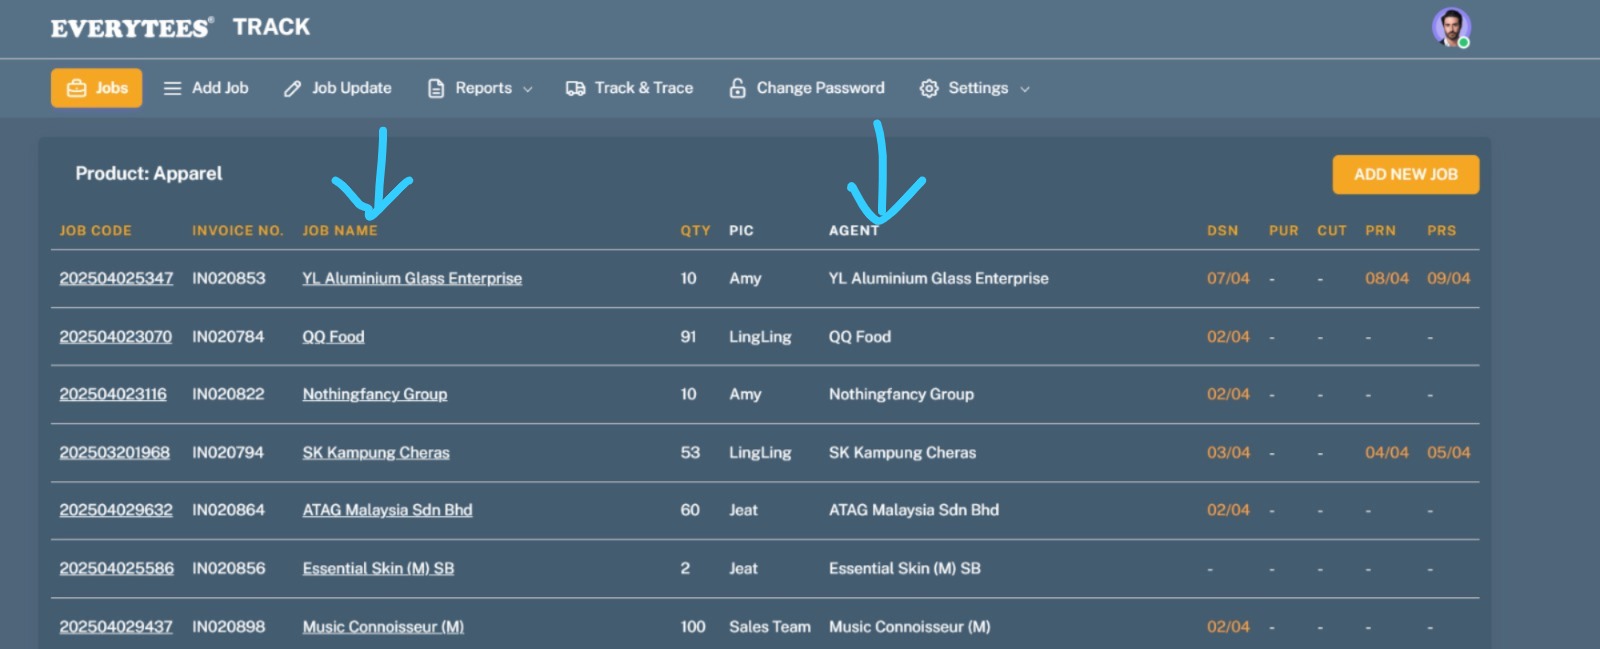 EVERYTEES® TRACK
Jobs Add Job Job Update Reports Track & Trace Change Password Settings
Product: Apparel ADD NEW JOB
JOB CODE INVOICE NO. JOB NAME QTY PIC AGENT DSN PUR CUT PRN PRS
202504025347 IN020853 YL Aluminium Glass Enterprise 10 Amy YL Aluminium Glass Enterprise 07/04 - - 08/04 09/04
202504023070 IN020784 QQ Food 91 LingLing QQ Food 02/04 - - - -
202504023116 IN020822 Nothingfancy Group 10 Amy Nothingfancy Group 02/04 - - - -
202503201968 IN020794 SK Kampung Cheras 53 LingLing SK Kampung Cheras 03/04 - - 04/04 05/04
202504029632 IN020864 ATAG Malaysia Sdn Bhd 60 Jeat ATAG Malaysia Sdn Bhd 02/04 - - - -
202504025586 IN020856 Essential Skin (M) SB 2 Jeat Essential Skin (M) SB - - - - -
202504029437 IN020898 Music Connoisseur (M) 100 Sales Team Music Connoisseur (M) 02/04 - - - -